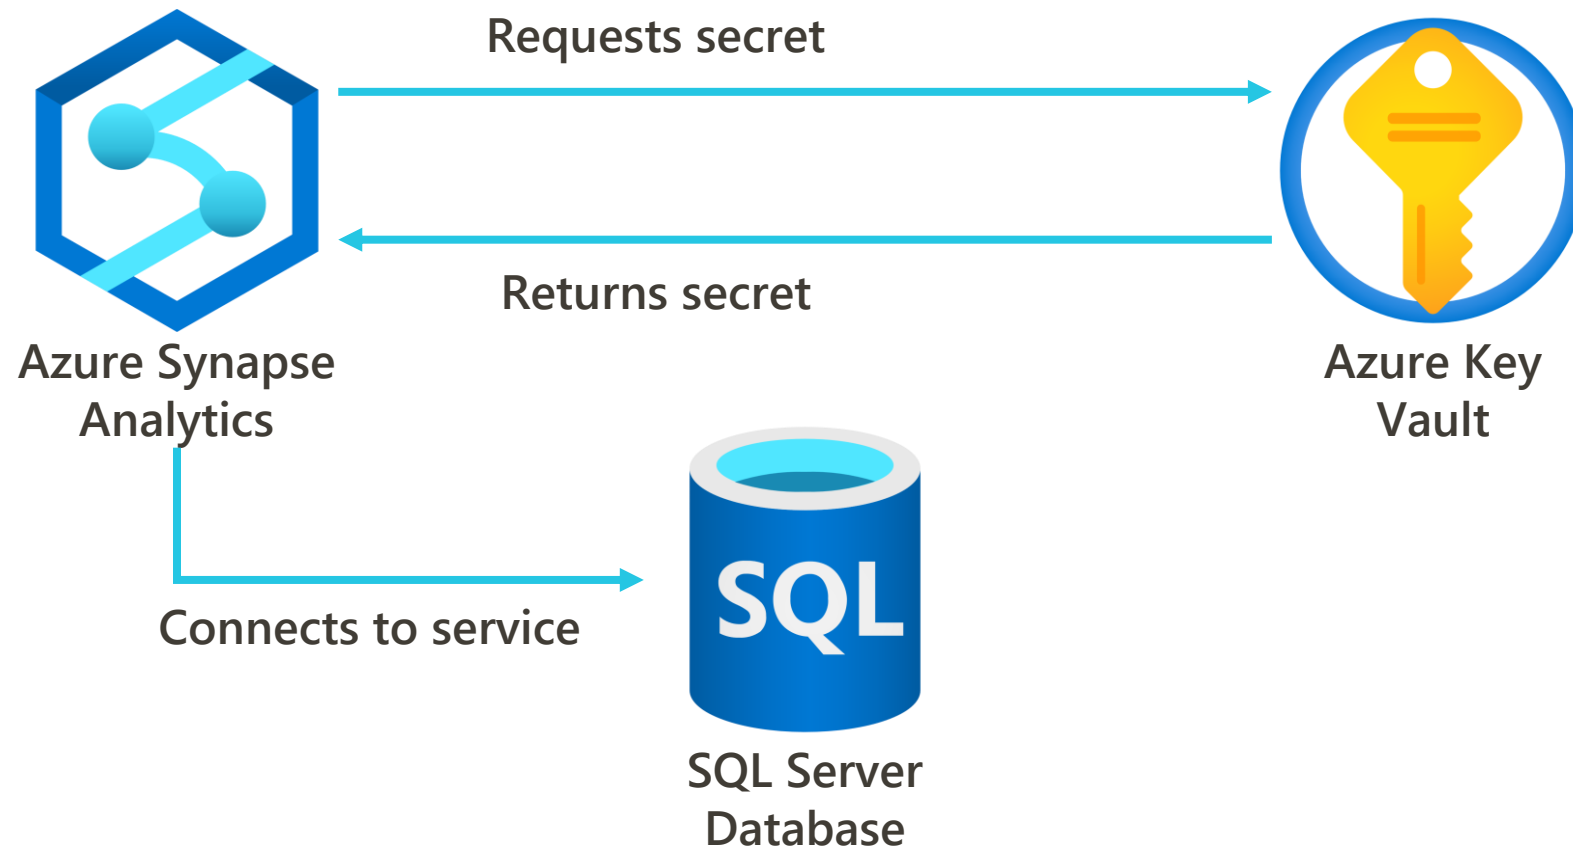 Requests secret
Returns secret
Azure Synapse
Analytics
Azure Key
Vault
Connects to service
SQL
SQL Server
Database